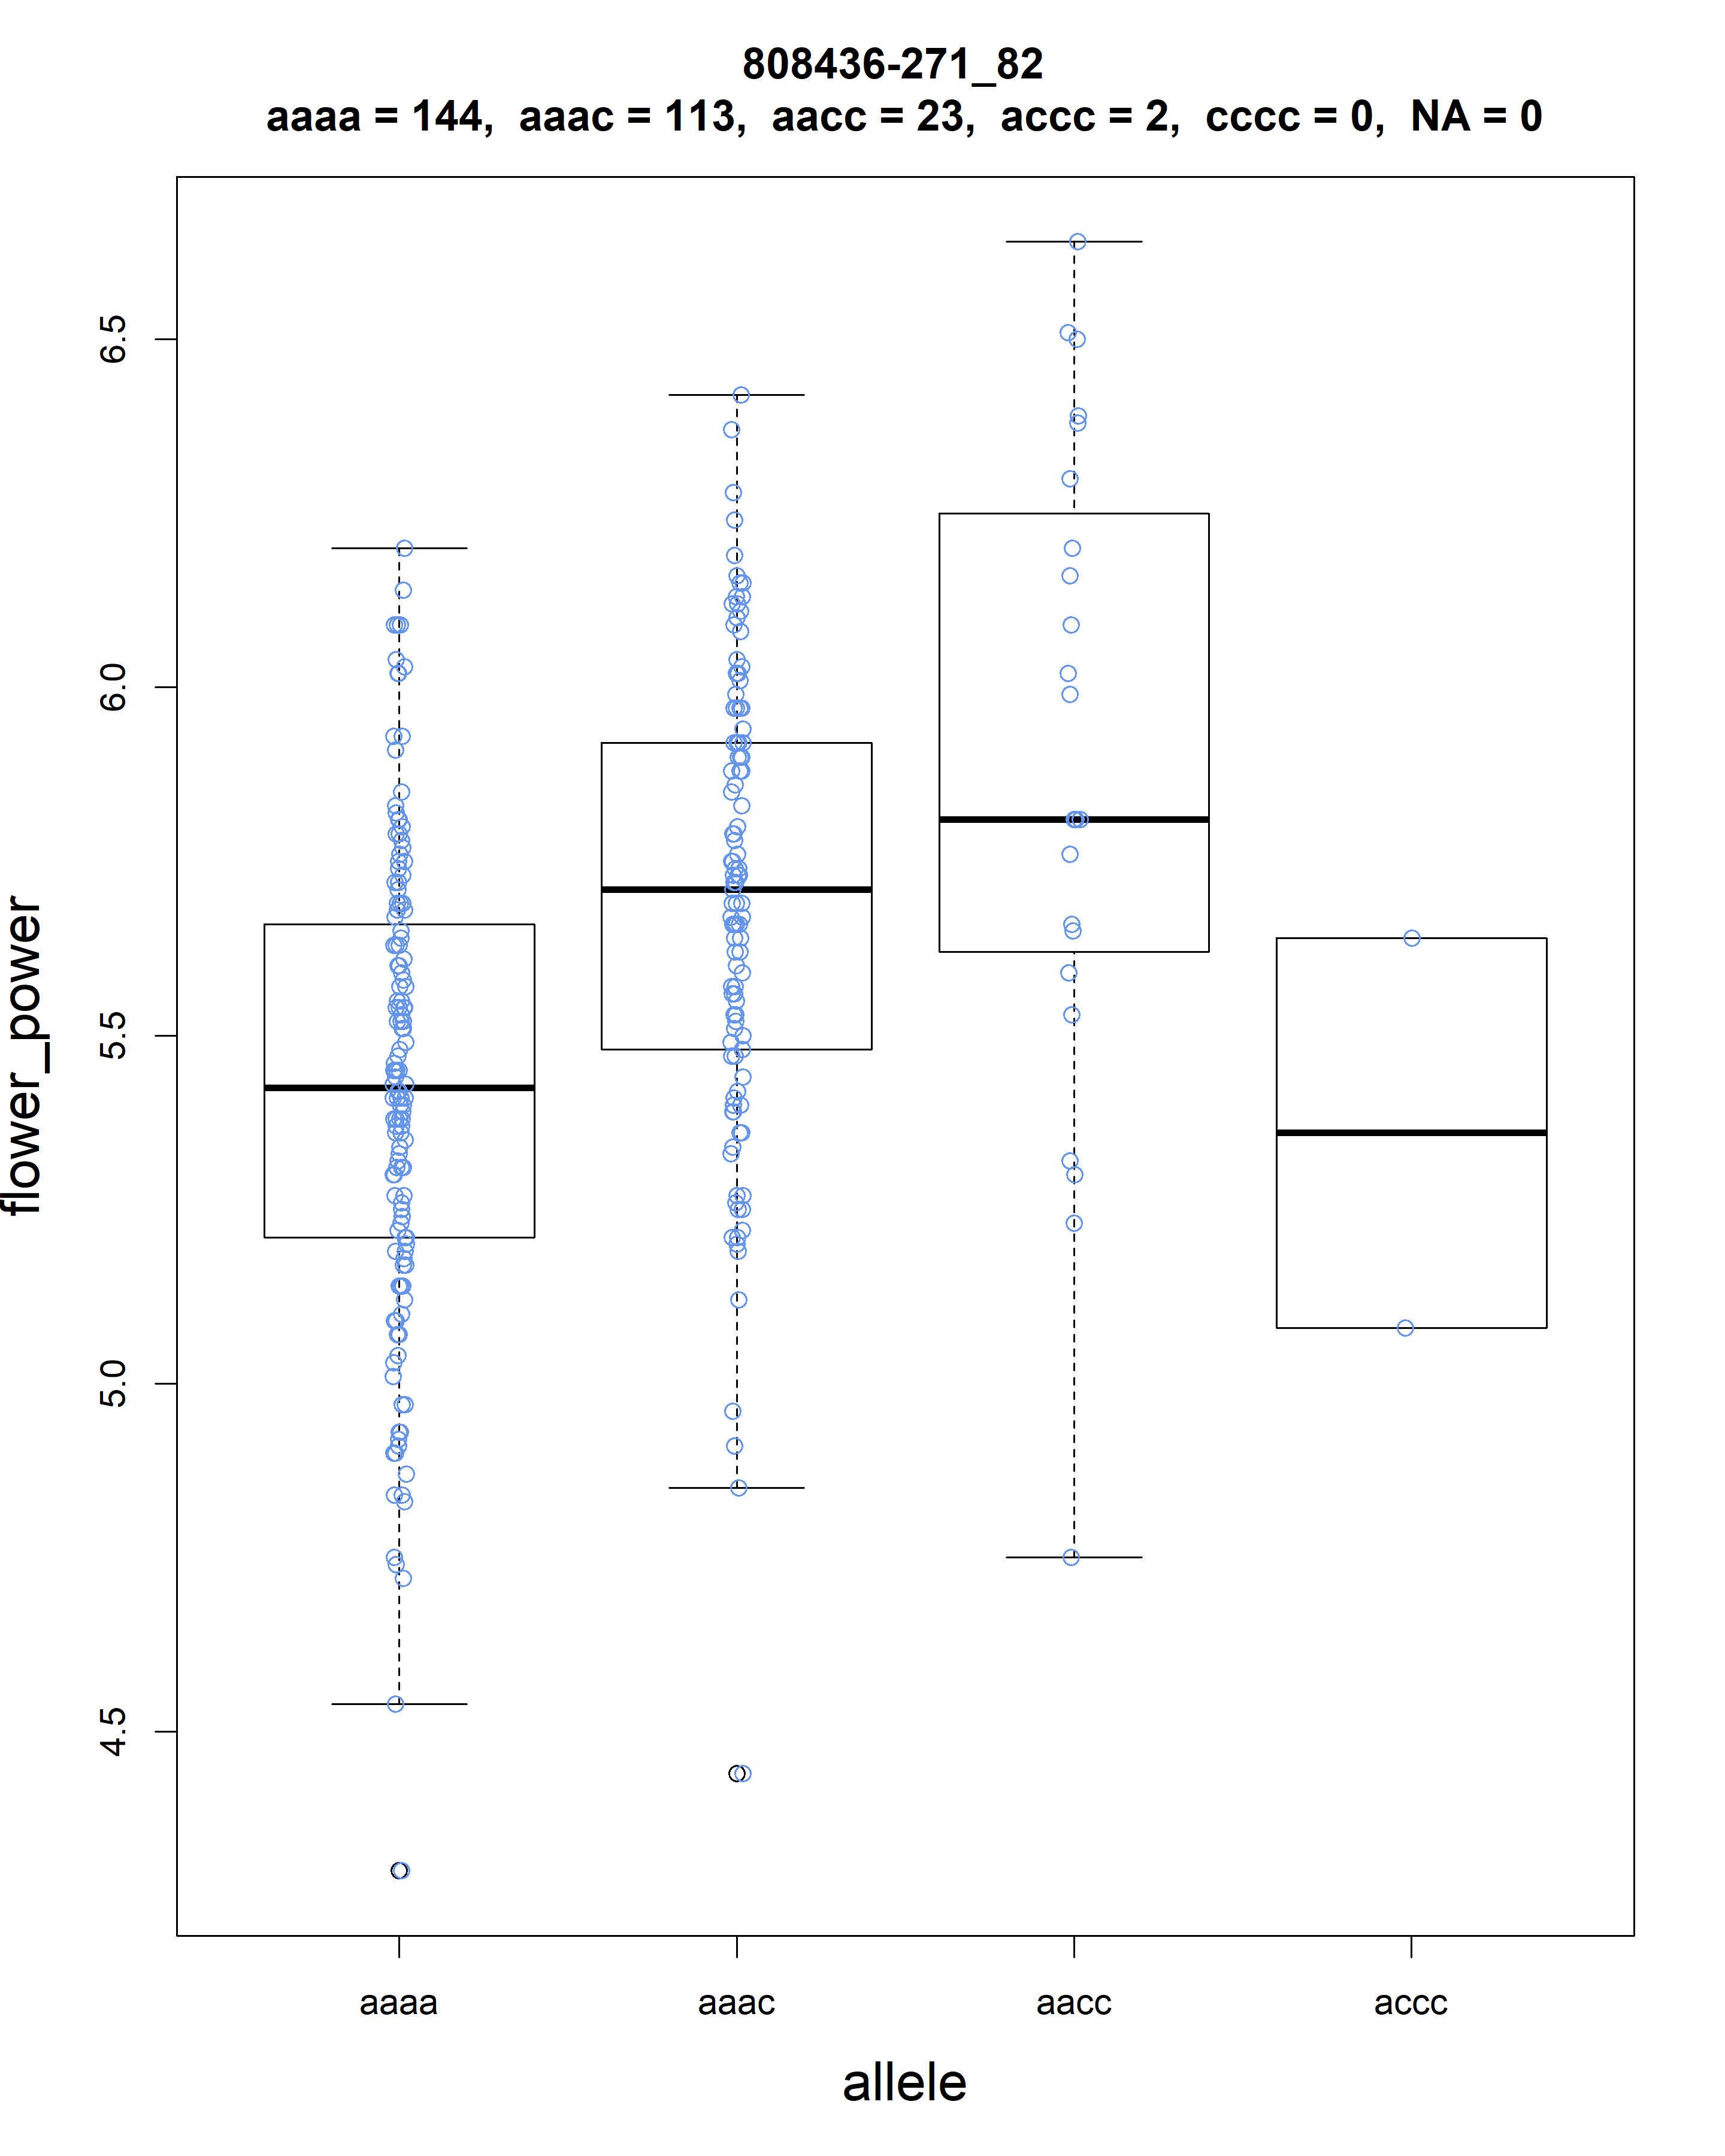 808436-271_82
aaaa = 144,  aaac = 113,  aacc = 23,  accc = 2,  cccc = 0,  NA = 0
flower_power
6.5
6.0
5.5
5.0
4.5
aaaa aaac aacc accc
allele